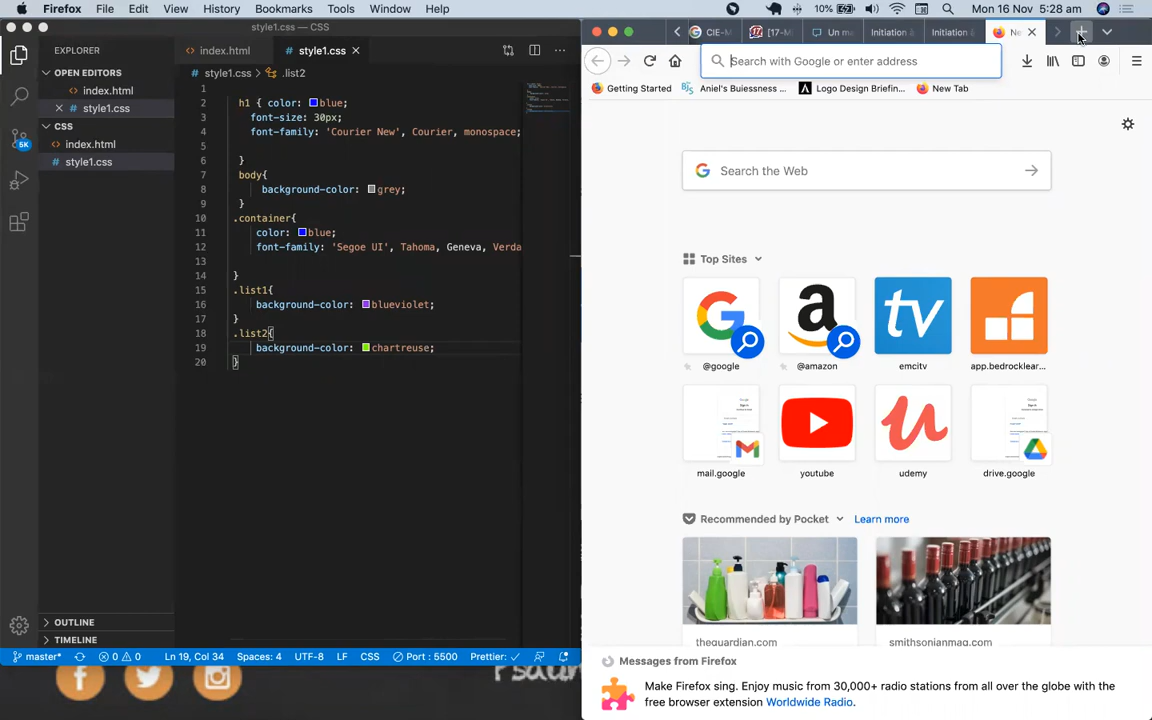 Firefox File Edit View History Bookmarks Tools Window Help 10% Mon 16 Nov 5:28 am
style1.css — CSS
EXPLORER
OPEN EDITORS
index.html
style1.css
CSS
index.html
style1.css
5K
OUTLINE
TIMELINE
index.html style1.css
style1.css > .list2
1
2 h1 { color: blue;
3 font-size: 30px;
4 font-family: 'Courier New', Courier, monospace;
5
6 }
7 body{
8 background-color: grey;
9 }
10 .container{
11 color: blue;
12 font-family: 'Segoe UI', Tahoma, Geneva, Verda
13
14 }
15 .list1{
16 background-color: blueviolet;
17 }
18 .list2{
19 background-color: chartreuse;
20 }
master* 0 0 Ln 19, Col 34 Spaces: 4 UTF-8 LF CSS Port : 5500 Prettier: ✓
CIE-M [17-M Un me Initiation Initiation Ne
Search with Google or enter address
Getting Started Aniel's Buiessness ... Logo Design Briefin... New Tab
Search the Web
Top Sites
@google @amazon emcitv app.bedrocklear...
mail.google youtube udemy drive.google
Recommended by Pocket Learn more
theguardian.com smithsonianmag.com
Messages from Firefox
Make Firefox sing. Enjoy music from 30,000+ radio stations from all over the globe with the
free browser extension Worldwide Radio.